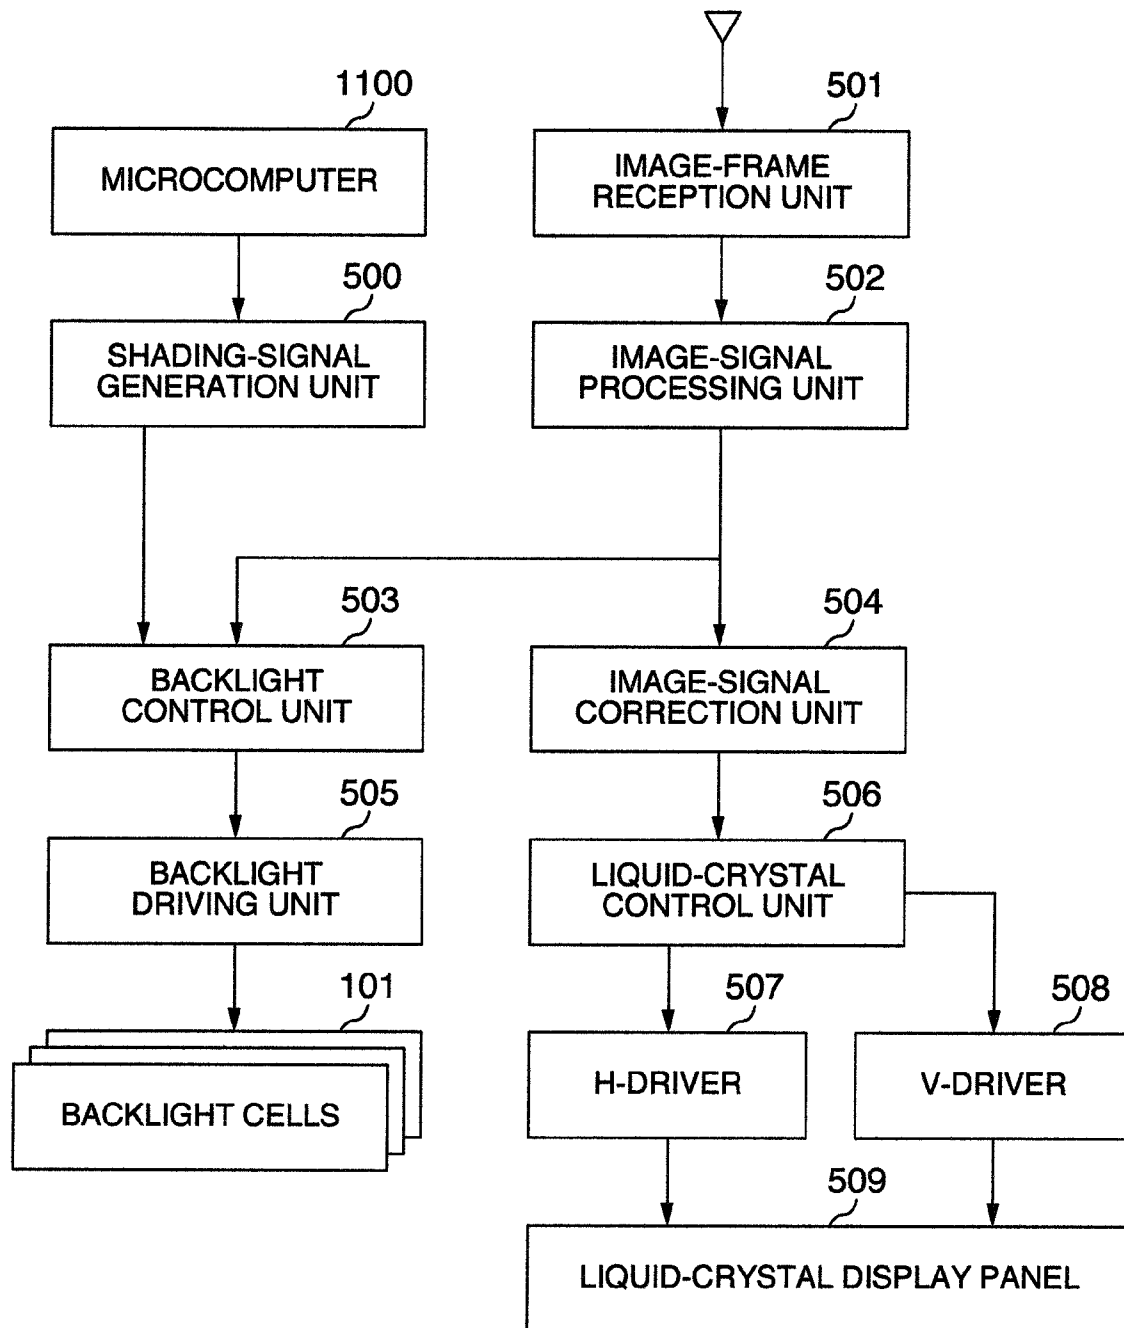 1100
MICROCOMPUTER
501
IMAGE-FRAME
RECEPTION UNIT
500
SHADING-SIGNAL
GENERATION UNIT
502
IMAGE-SIGNAL
PROCESSING UNIT
503
BACKLIGHT
CONTROL UNIT
504
IMAGE-SIGNAL
CORRECTION UNIT
505
BACKLIGHT
DRIVING UNIT
506
LIQUID-CRYSTAL
CONTROL UNIT
101
BACKLIGHT CELLS
507
H-DRIVER
508
V-DRIVER
509
LIQUID-CRYSTAL DISPLAY PANEL